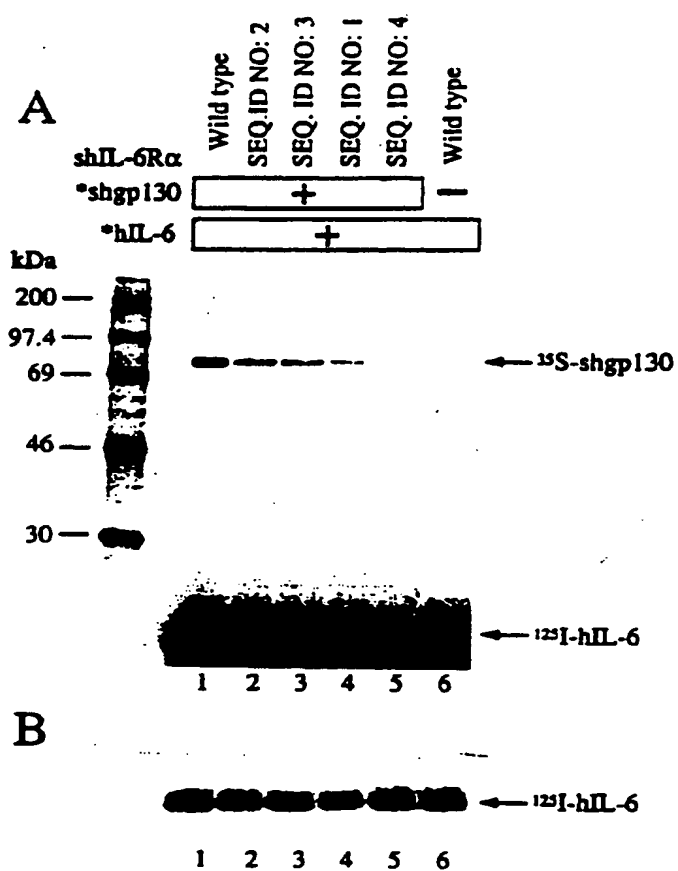 A
shIL-6Rα
Wild type
SEQ.ID NO: 2
SEQ. ID NO: 3
SEQ. ID NO: 1
SEQ. ID NO: 4
Wild type
*shgp130
+
−
*hIL-6
+
kDa
200
97.4
69
46
30
³⁵S-shgp130
¹²⁵I-hIL-6
1 2 3 4 5 6
B
¹²⁵I-hIL-6
1 2 3 4 5 6